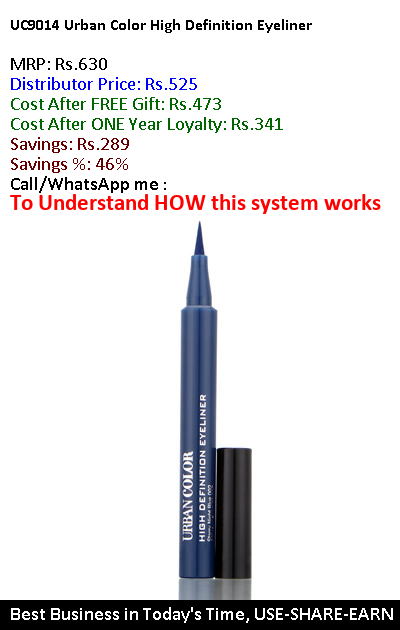 UC9014 Urban Color High Definition Eyeliner
MRP: Rs.630
Distributor Price: Rs.525
Cost After FREE Gift: Rs.473
Cost After ONE Year Loyalty: Rs.341
Savings: Rs.289
Savings %: 46%
Call/WhatsApp me :
To Understand HOW this system works
URBAN COLOR
HIGH DEFINITION EYELINER
Best Business in Today's Time, USE-SHARE-EARN